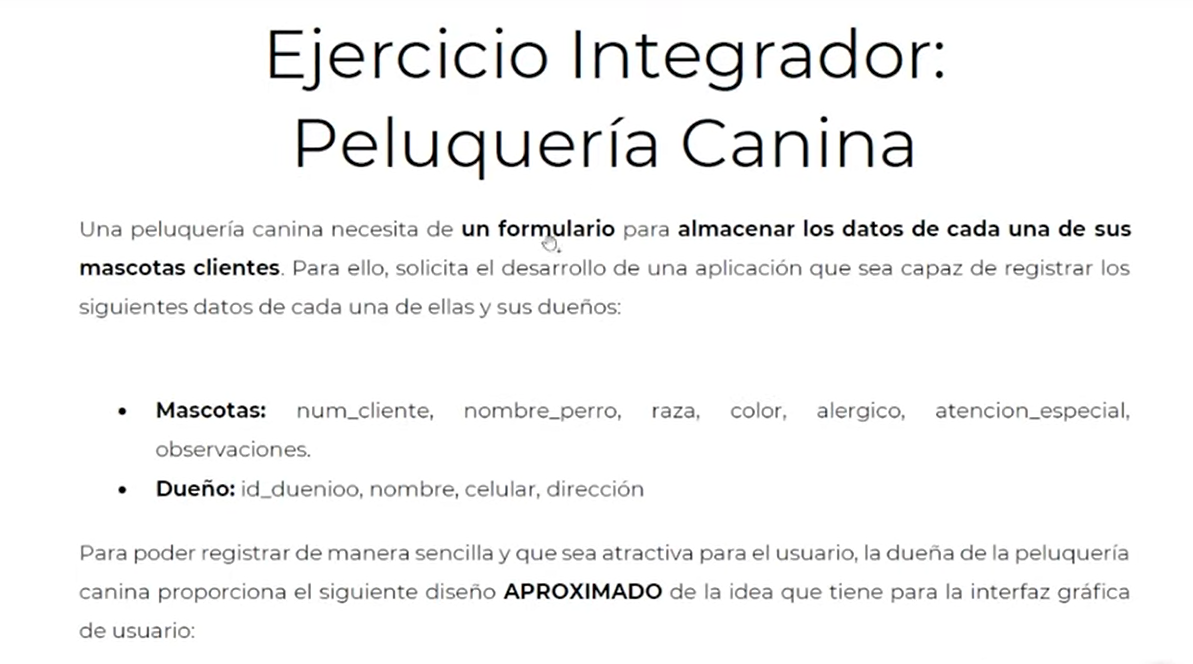 Ejercicio Integrador:
Peluquería Canina
Una peluquería canina necesita de un formulario para almacenar los datos de cada una de sus
mascotas clientes. Para ello, solicita el desarrollo de una aplicación que sea capaz de registrar los
siguientes datos de cada una de ellas y sus dueños:
• Mascotas: num_cliente, nombre_perro, raza, color, alergico, atencion_especial,
observaciones.
• Dueño: id_duenioo, nombre, celular, dirección
Para poder registrar de manera sencilla y que sea atractiva para el usuario, la dueña de la peluquería
canina proporciona el siguiente diseño APROXIMADO de la idea que tiene para la interfaz gráfica
de usuario: